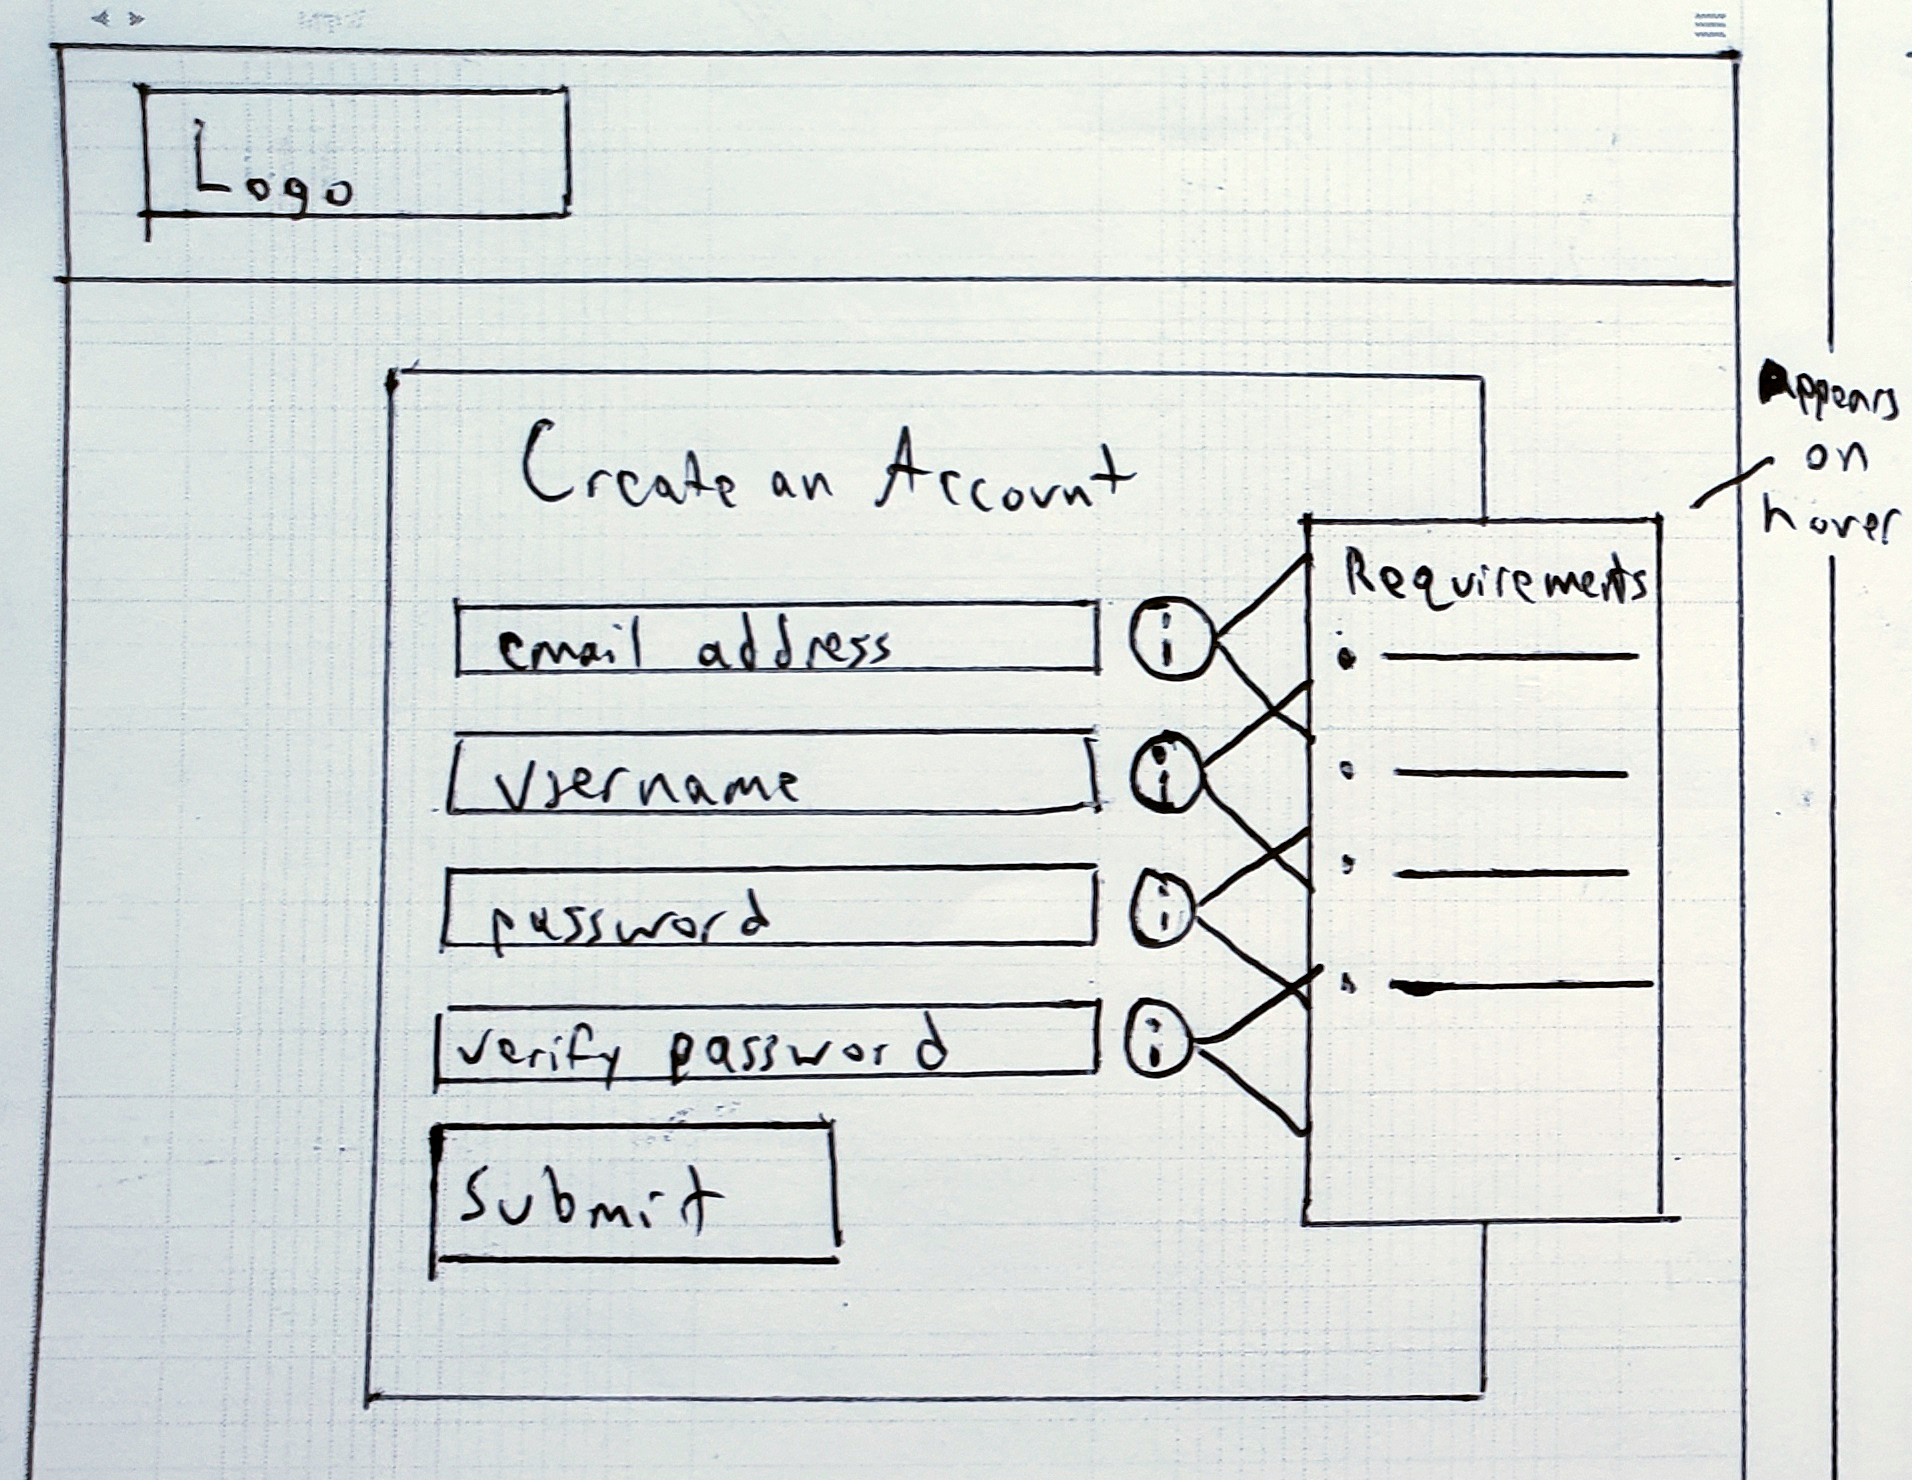 Logo
Create an Account
Appears
on
hover
Requirements
email address
i
username
i
password
i
verify password
i
Submit